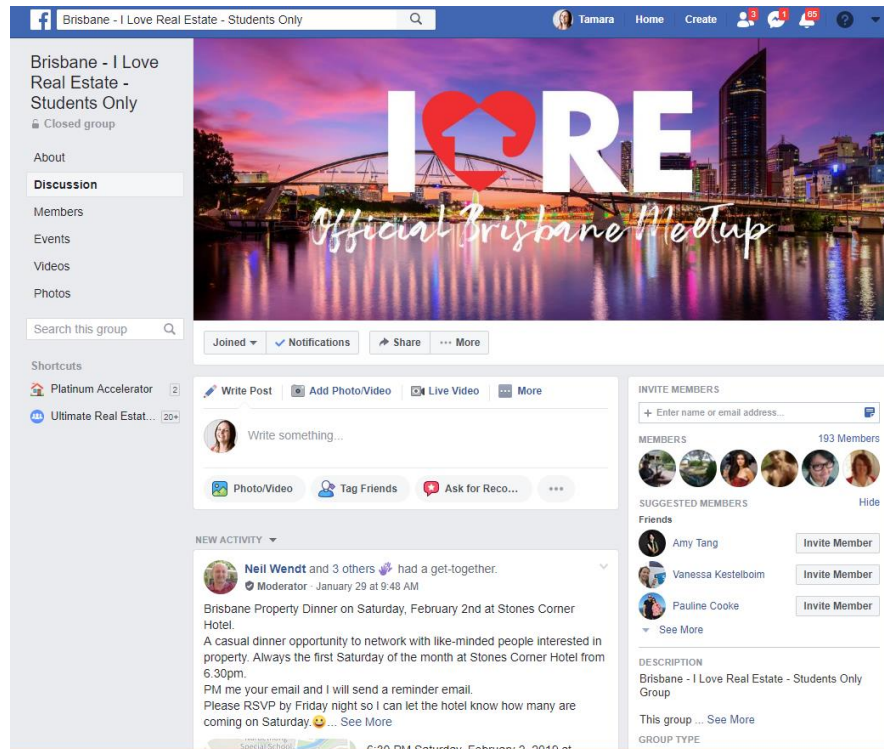 Brisbane - I Love Real Estate - Students Only
Tamara
Home
Create
3
1
85
?
Brisbane - I Love
Real Estate -
Students Only
Closed group
About
Discussion
Members
Events
Videos
Photos
Search this group
Shortcuts
Platinum Accelerator 2
Ultimate Real Estat... 20+
I RE
Official Brisbane Meetup
Joined
Notifications
Share
More
Write Post
Add Photo/Video
Live Video
More
Write something...
Photo/Video
Tag Friends
Ask for Reco...
NEW ACTIVITY
Neil Wendt and 3 others had a get-together.
Moderator · January 29 at 9:48 AM
Brisbane Property Dinner on Saturday, February 2nd at Stones Corner
Hotel.
A casual dinner opportunity to network with like-minded people interested in
property. Always the first Saturday of the month at Stones Corner Hotel from
6.30pm.
PM me your email and I will send a reminder email.
Please RSVP by Friday night so I can let the hotel know how many are
coming on Saturday. ... See More
Special School
6:30 PM Saturday, February 2, 2019 at
INVITE MEMBERS
+ Enter name or email address...
MEMBERS
193 Members
SUGGESTED MEMBERS
Hide
Friends
Amy Tang
Invite Member
Vanessa Kestelboim
Invite Member
Pauline Cooke
Invite Member
See More
DESCRIPTION
Brisbane - I Love Real Estate - Students Only
Group
This group ... See More
GROUP TYPE